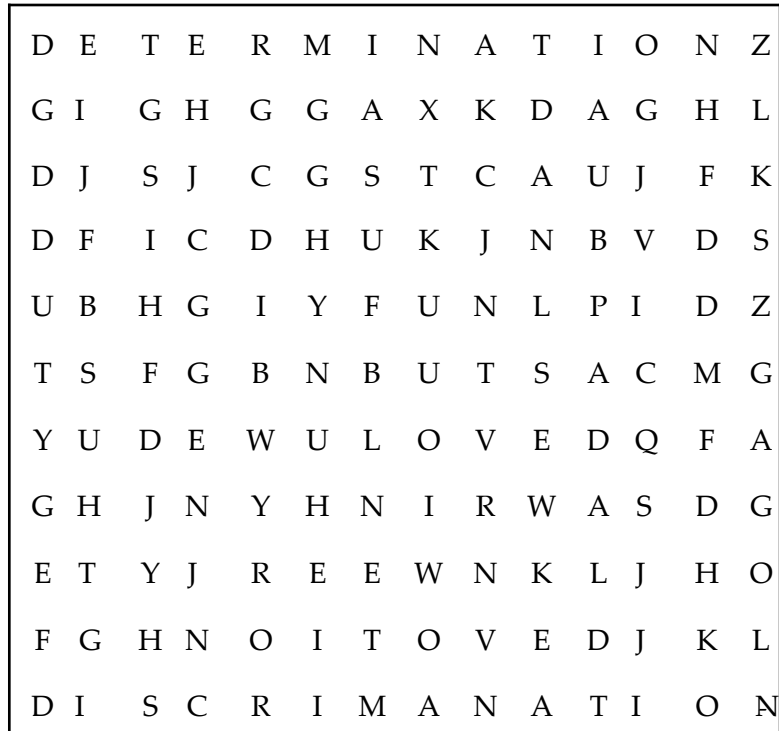 D E T E R M I N A T I O N Z
G I G H G G A X K D A G H L
D J S J C G S T C A U J F K
D F I C D H U K J N B V D S
U B H G I Y F U N L P I D Z
T S F G B N B U T S A C M G
Y U D E W U L O V E D Q F A
G H J N Y H N I R W A S D G
E T Y J R E E W N K L J H O
F G H N O I T O V E D J K L
D I S C R I M A N A T I O N